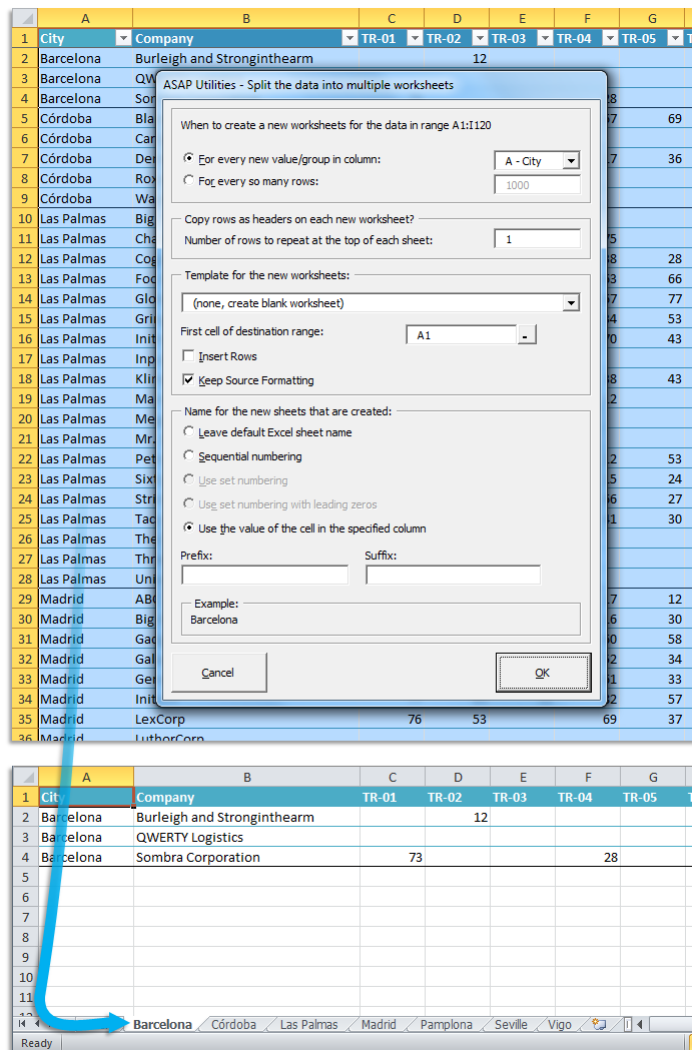 A B C D E F G
1 City Company TR-01 TR-02 TR-03 TR-04 TR-05
2 Barcelona Burleigh and Stronginthearm 12
3 Barcelona
4 Barcelona
5 Córdoba 69
6 Córdoba
7 Córdoba 36
8 Córdoba
9 Córdoba
10 Las Palmas
11 Las Palmas
12 Las Palmas 28
13 Las Palmas 66
14 Las Palmas 77
15 Las Palmas 53
16 Las Palmas 43
17 Las Palmas
18 Las Palmas 43
19 Las Palmas
20 Las Palmas
21 Las Palmas
22 Las Palmas 53
23 Las Palmas 24
24 Las Palmas 27
25 Las Palmas 30
26 Las Palmas
27 Las Palmas
28 Las Palmas
29 Madrid 12
30 Madrid 30
31 Madrid 58
32 Madrid 34
33 Madrid 33
34 Madrid 57
35 Madrid LexCorp 76 53 69 37
36 Madrid LuthorCorp
ASAP Utilities - Split the data into multiple worksheets
When to create a new worksheets for the data in range A1:I120
For every new value/group in column: A - City
For every so many rows: 1000
Copy rows as headers on each new worksheet?
Number of rows to repeat at the top of each sheet: 1
Template for the new worksheets:
(none, create blank worksheet)
First cell of destination range: A1
Insert Rows
Keep Source Formatting
Name for the new sheets that are created:
Leave default Excel sheet name
Sequential numbering
Use set numbering
Use set numbering with leading zeros
Use the value of the cell in the specified column
Prefix: Suffix:
Example:
Barcelona
Cancel OK
A B C D E F G
1 City Company TR-01 TR-02 TR-03 TR-04 TR-05
2 Barcelona Burleigh and Stronginthearm 12
3 Barcelona QWERTY Logistics
4 Barcelona Sombra Corporation 73 28
5
6
7
8
9
10
11
Barcelona Córdoba Las Palmas Madrid Pamplona Seville Vigo
Ready